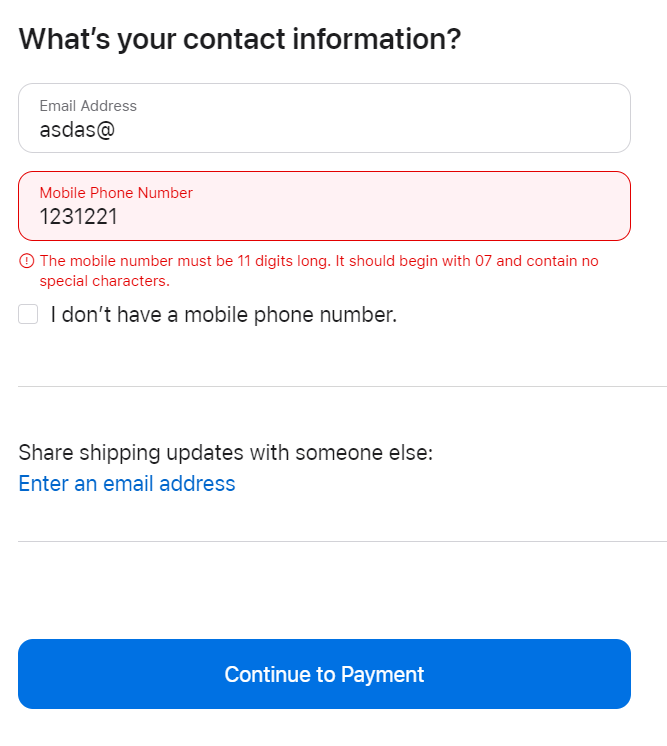 What's your contact information?
Email Address
asdas@
Mobile Phone Number
1231221
The mobile number must be 11 digits long. It should begin with 07 and contain no
special characters.
I don't have a mobile phone number.
Share shipping updates with someone else:
Enter an email address
Continue to Payment